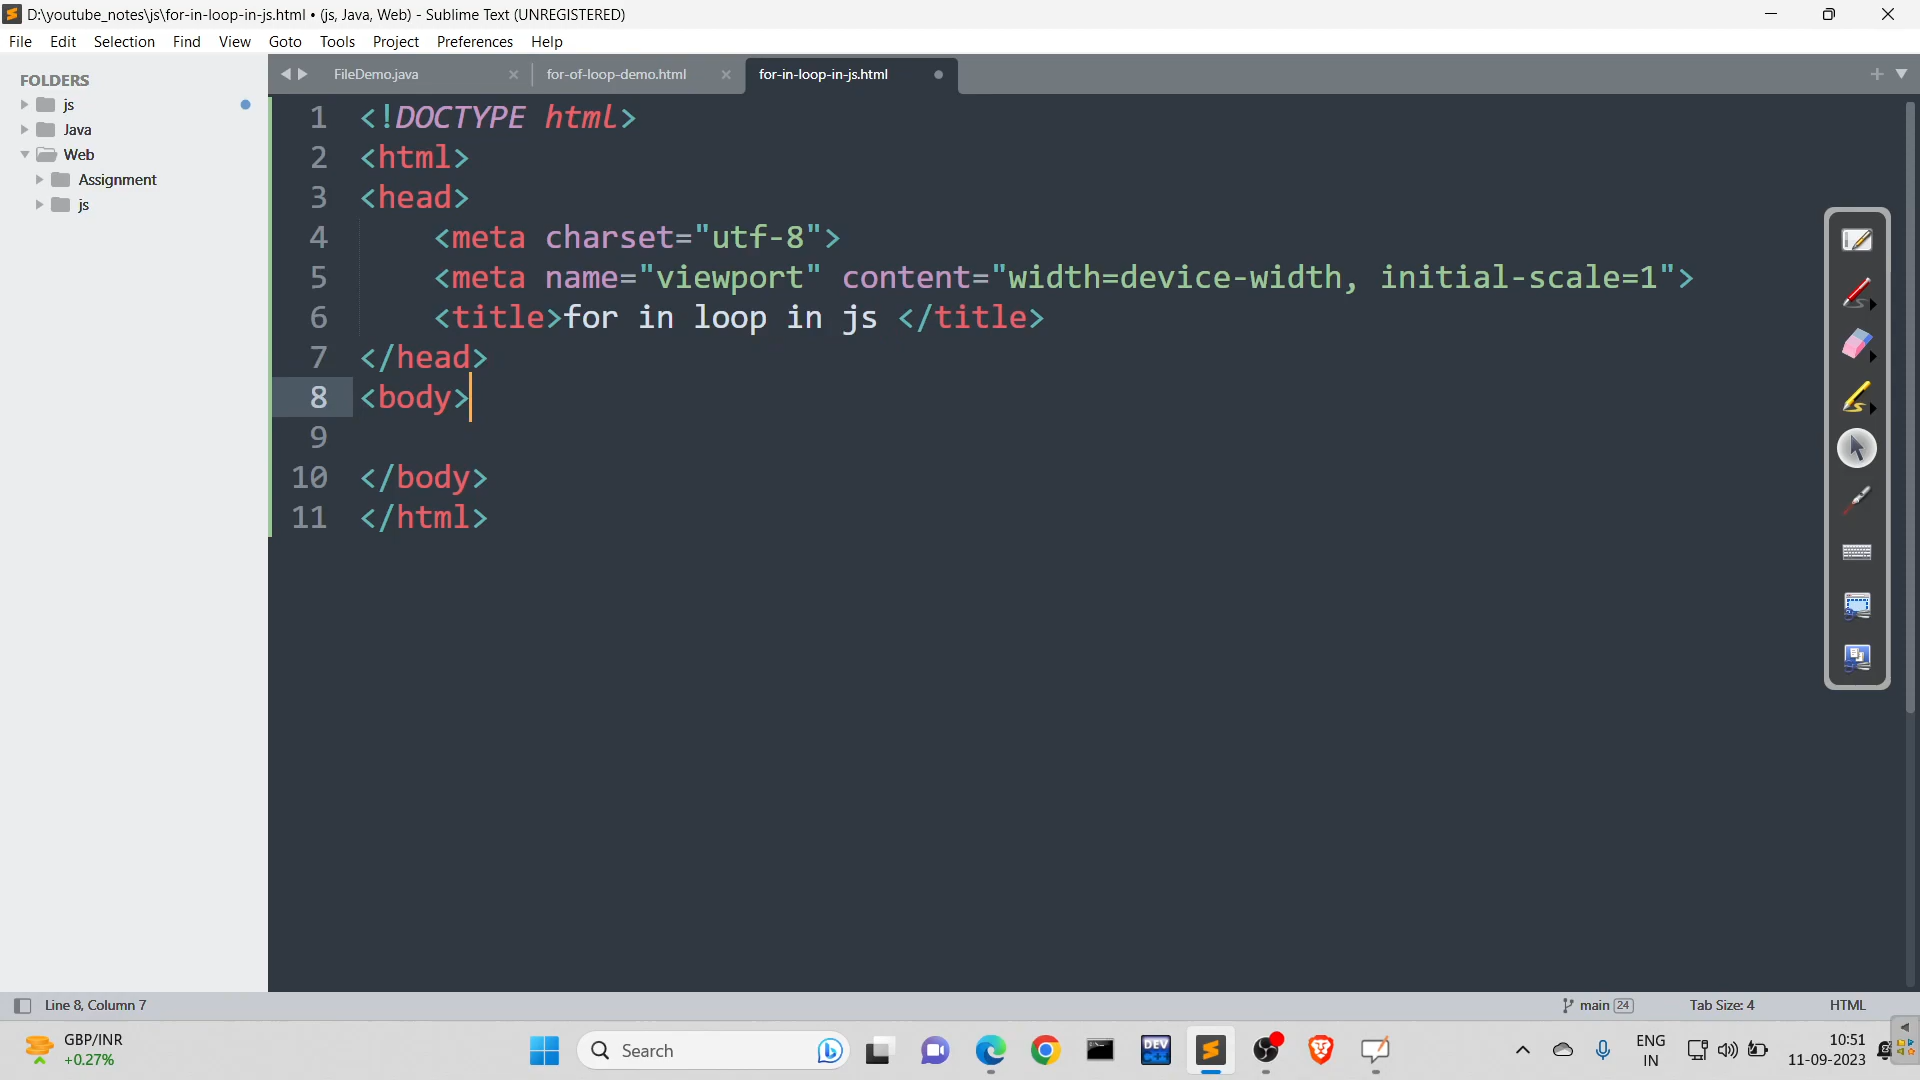 D:\youtube_notes\js\for-in-loop-in-js.html • (js, Java, Web) - Sublime Text (UNREGISTERED)
File Edit Selection Find View Goto Tools Project Preferences Help
FOLDERS
js
Java
Web
Assignment
js
FileDemo.java for-of-loop-demo.html for-in-loop-in-js.html
1 <!DOCTYPE html>
2 <html>
3 <head>
4 <meta charset="utf-8">
5 <meta name="viewport" content="width=device-width, initial-scale=1">
6 <title>for in loop in js </title>
7 </head>
8 <body>
9
10 </body>
11 </html>
Line 8, Column 7 main 24 Tab Size: 4 HTML
GBP/INR
+0.27%
Search
DEV
ENG
IN
10:51
11-09-2023